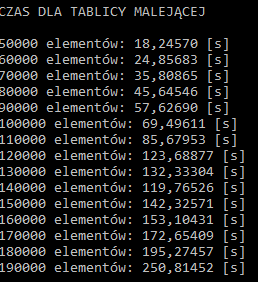 CZAS DLA TABLICY MALEJĄCEJ
50000 elementów: 18,24570 [s]
60000 elementów: 24,85683 [s]
70000 elementów: 35,80865 [s]
80000 elementów: 45,64546 [s]
90000 elementów: 57,62690 [s]
100000 elementów: 69,49611 [s]
110000 elementów: 85,67953 [s]
120000 elementów: 123,68877 [s]
130000 elementów: 132,33304 [s]
140000 elementów: 119,76526 [s]
150000 elementów: 142,32571 [s]
160000 elementów: 153,10431 [s]
170000 elementów: 172,65409 [s]
180000 elementów: 195,27457 [s]
190000 elementów: 250,81452 [s]